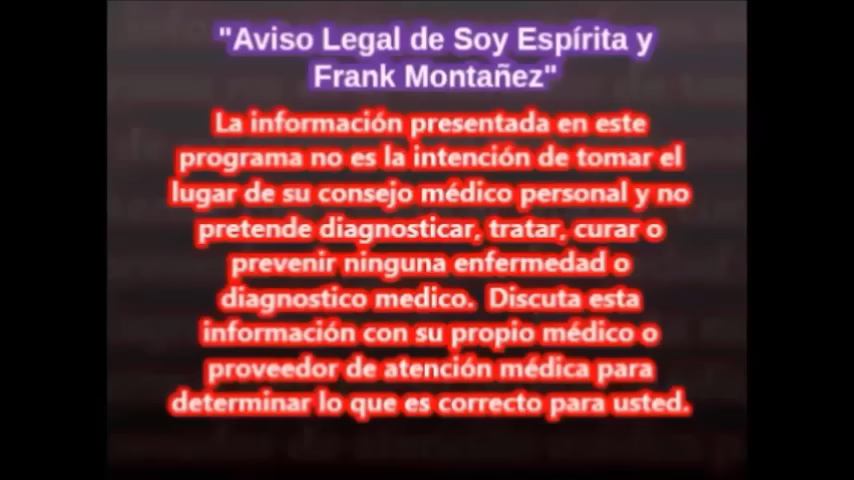 "Aviso Legal de Soy Espírita y
Frank Montañez"
La información presentada en este
programa no es la intención de tomar el
lugar de su consejo médico personal y no
pretende diagnosticar, tratar, curar o
prevenir ninguna enfermedad o
diagnostico medico.  Discuta esta
información con su propio médico o
proveedor de atención médica para
determinar lo que es correcto para usted.